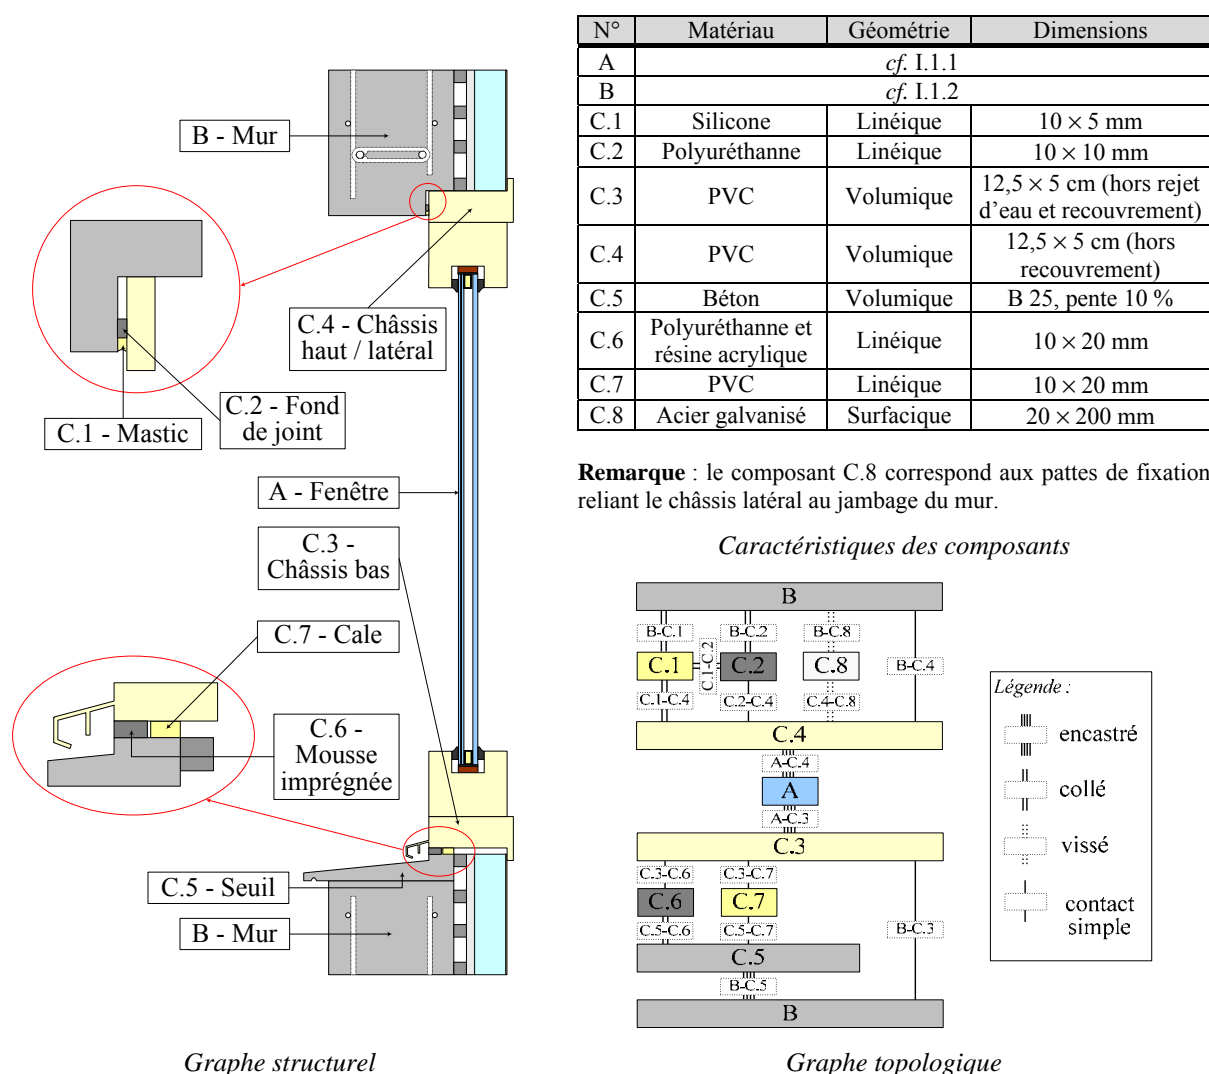 B - Mur
C.4 - Châssis
haut / latéral
C.2 - Fond
de joint
C.1 - Mastic
A - Fenêtre
C.3 -
Châssis bas
C.7 - Cale
C.6 -
Mousse
imprégnée
C.5 - Seuil
B - Mur
Graphe structurel
N° Matériau Géométrie Dimensions
A cf. I.1.1
B cf. I.1.2
C.1 Silicone Linéique 10 × 5 mm
C.2 Polyuréthanne Linéique 10 × 10 mm
C.3 PVC Volumique 12,5 × 5 cm (hors rejet
d'eau et recouvrement)
C.4 PVC Volumique 12,5 × 5 cm (hors
recouvrement)
C.5 Béton Volumique B 25, pente 10 %
C.6 Polyuréthanne et
résine acrylique Linéique 10 × 20 mm
C.7 PVC Linéique 10 × 20 mm
C.8 Acier galvanisé Surfacique 20 × 200 mm
Remarque : le composant C.8 correspond aux pattes de fixation
reliant le châssis latéral au jambage du mur.
Caractéristiques des composants
B
B-C.1 B-C.2 B-C.8
C.1 C.1-C.2 C.2 C.8 B-C.4
C.1-C.4 C.2-C.4 C.4-C.8
C.4
A-C.4
A
A-C.3
C.3
C.3-C.6 C.3-C.7
C.6 C.7
C.5-C.6 C.5-C.7 B-C.3
C.5
B-C.5
B
Légende :
encastré
collé
vissé
contact
simple
Graphe topologique